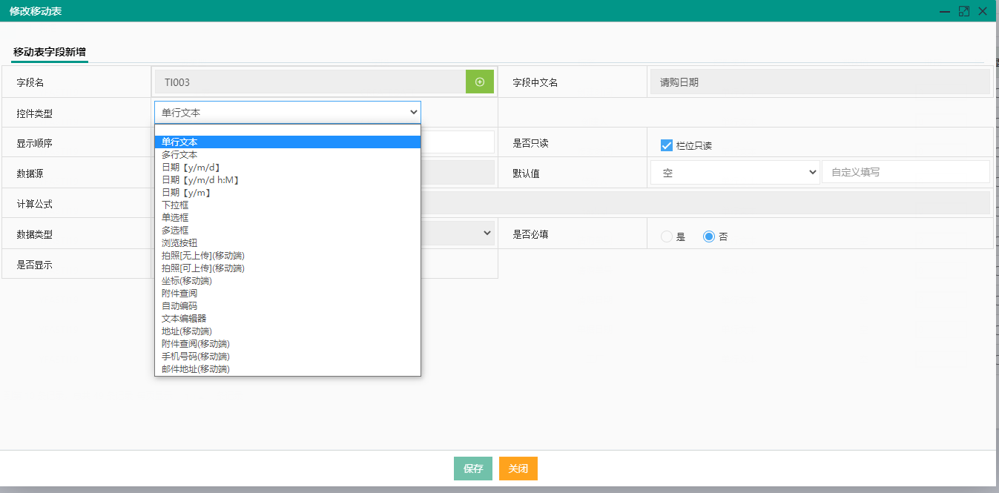 修改移动表
移动表字段新增
字段名
TI003
字段中文名
请购日期
控件类型
单行文本
显示顺序
是否只读
栏位只读
数据源
默认值
空
自定义填写
计算公式
数据类型
是否必填
是
否
是否显示
单行文本
多行文本
日期【y/m/d】
日期【y/m/d h:M】
日期【y/m】
下拉框
单选框
多选框
浏览按钮
拍照[无上传](移动端)
拍照[可上传](移动端)
坐标(移动端)
附件查阅
自动编码
文本编辑器
地址(移动端)
附件查阅(移动端)
手机号码(移动端)
邮件地址(移动端)
保存
关闭